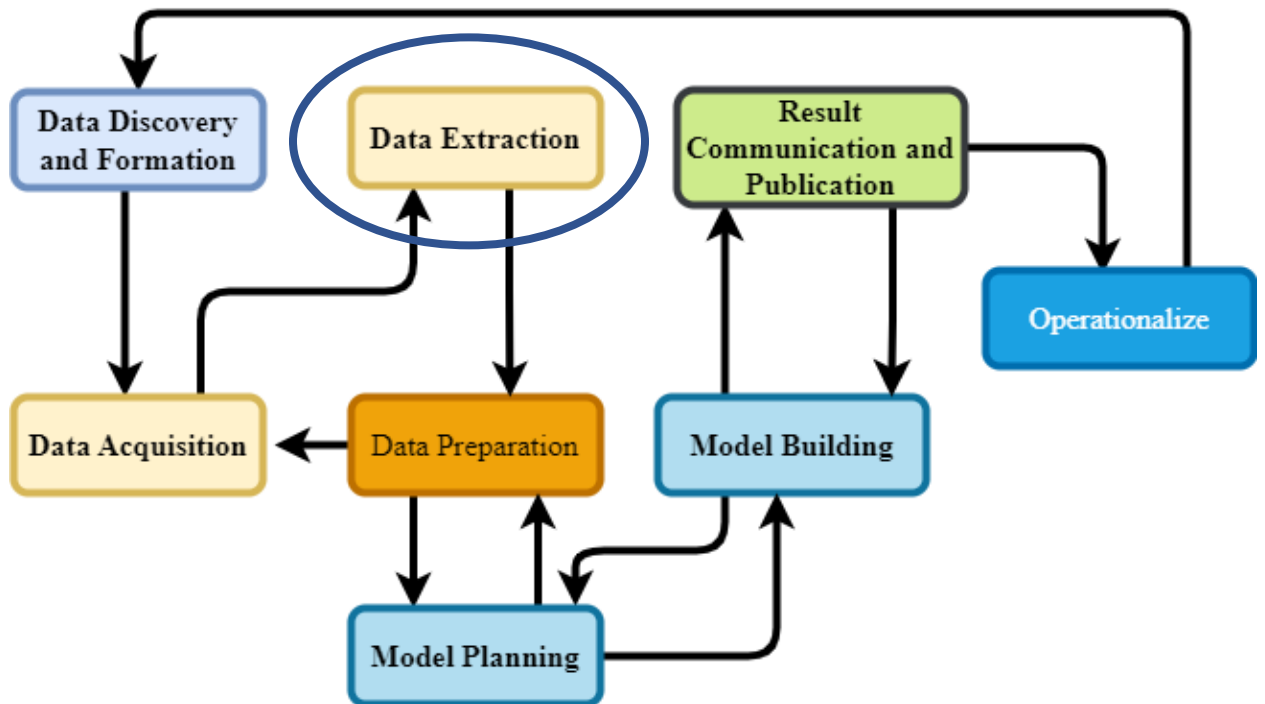 Data Discovery
and Formation
Data Extraction
Result
Communication and
Publication
Operationalize
Data Acquisition
Data Preparation
Model Building
Model Planning